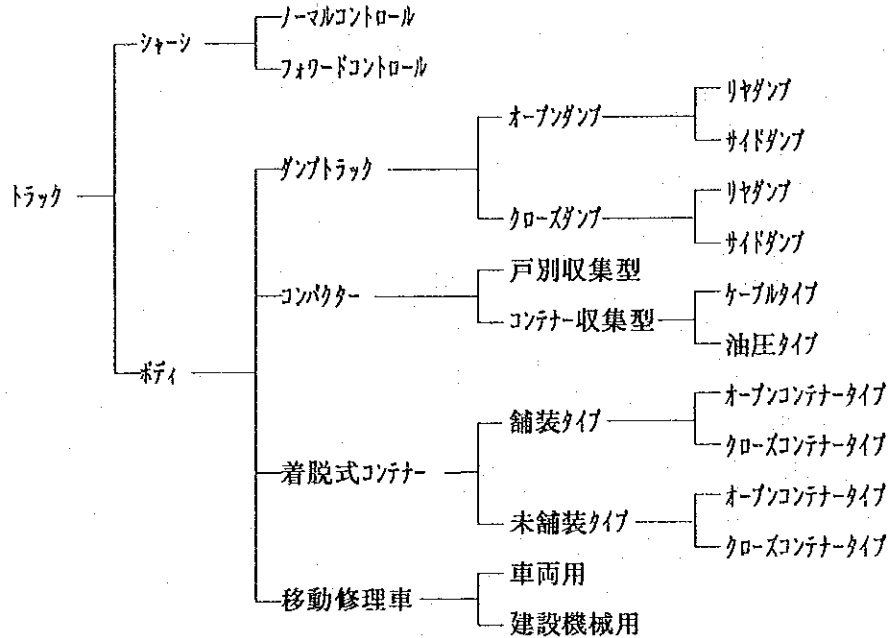 ノーマルコントロール
シャーシ
フォワードコントロール
リヤダンプ
オープンダンプ
サイドダンプ
ダンプトラック
トラック
リヤダンプ
クローズダンプ
サイドダンプ
戸別収集型
ケーブルタイプ
コンパクター
コンテナー収集型
油圧タイプ
ボディ
オープンコンテナータイプ
舗装タイプ
クローズコンテナータイプ
着脱式コンテナー
オープンコンテナータイプ
未舗装タイプ
クローズコンテナータイプ
車両用
移動修理車
建設機械用